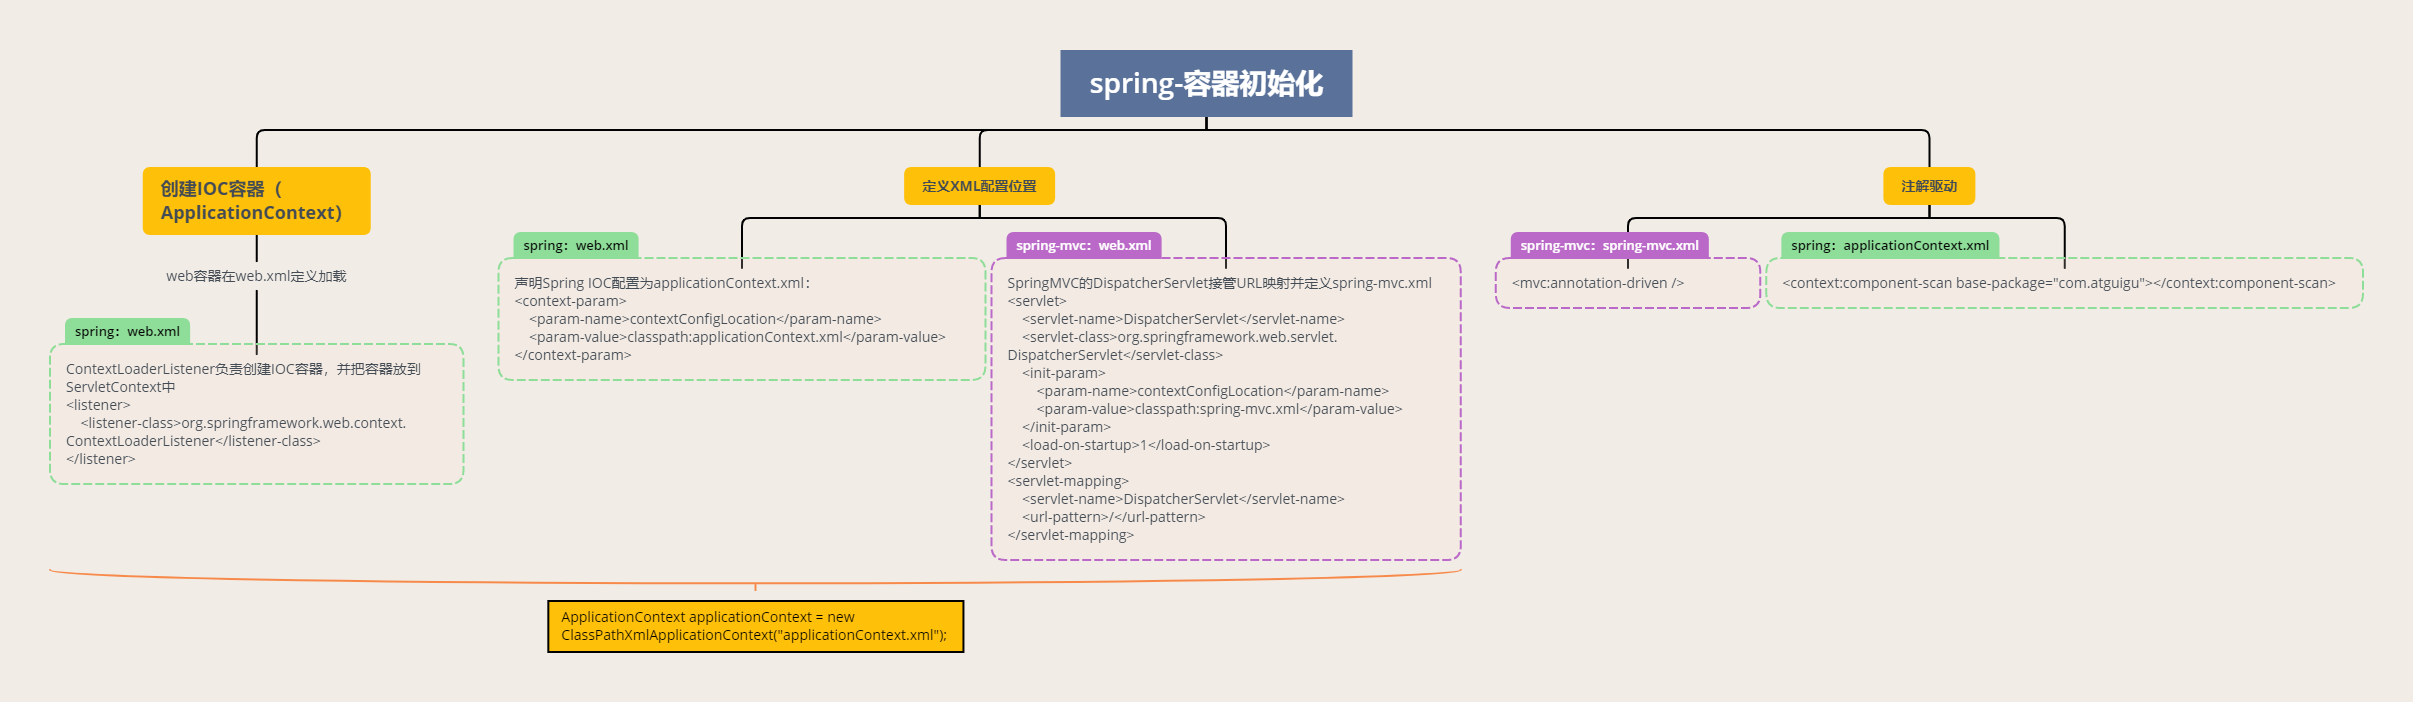 spring-容器初始化
创建IOC容器（
ApplicationContext）
web容器在web.xml定义加载
spring：web.xml
ContextLoaderListener负责创建IOC容器，并把容器放到
ServletContext中
<listener>
    <listener-class>org.springframework.web.context.
ContextLoaderListener</listener-class>
</listener>
定义XML配置位置
spring：web.xml
声明Spring IOC配置为applicationContext.xml：
<context-param>
    <param-name>contextConfigLocation</param-name>
    <param-value>classpath:applicationContext.xml</param-value>
</context-param>
spring-mvc：web.xml
SpringMVC的DispatcherServlet接管URL映射并定义spring-mvc.xml
<servlet>
    <servlet-name>DispatcherServlet</servlet-name>
    <servlet-class>org.springframework.web.servlet.
DispatcherServlet</servlet-class>
    <init-param>
        <param-name>contextConfigLocation</param-name>
        <param-value>classpath:spring-mvc.xml</param-value>
    </init-param>
    <load-on-startup>1</load-on-startup>
</servlet>
<servlet-mapping>
    <servlet-name>DispatcherServlet</servlet-name>
    <url-pattern>/</url-pattern>
</servlet-mapping>
注解驱动
spring-mvc：spring-mvc.xml
<mvc:annotation-driven />
spring：applicationContext.xml
<context:component-scan base-package="com.atguigu"></context:component-scan>
ApplicationContext applicationContext = new
ClassPathXmlApplicationContext("applicationContext.xml");